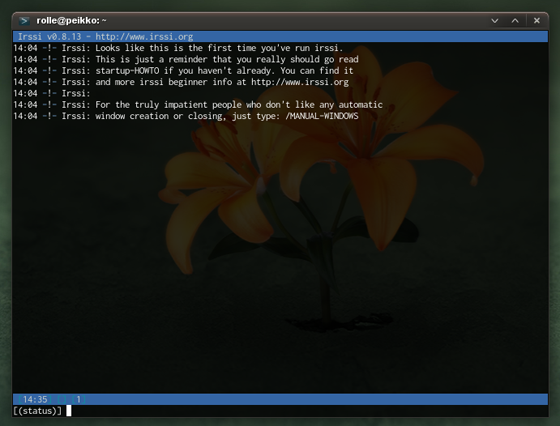 rolle@peikko: ~
Irssi v0.8.13 - http://www.irssi.org
14:04 -!- Irssi: Looks like this is the first time you've run irssi.
14:04 -!- Irssi: This is just a reminder that you really should go read
14:04 -!- Irssi: startup-HOWTO if you haven't already. You can find it
14:04 -!- Irssi: and more irssi beginner info at http://www.irssi.org
14:04 -!- Irssi:
14:04 -!- Irssi: For the truly impatient people who don't like any automatic
14:04 -!- Irssi: window creation or closing, just type: /MANUAL-WINDOWS
14:35 1
[(status)]